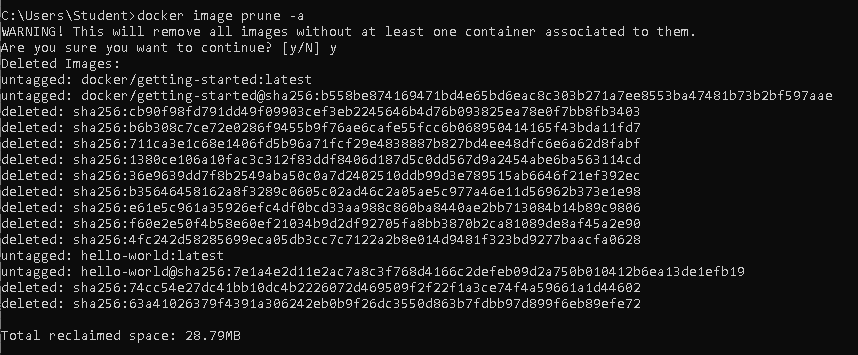 C:\Users\Student>docker image prune -a
WARNING! This will remove all images without at least one container associated to them.
Are you sure you want to continue? [y/N] y
Deleted Images:
untagged: docker/getting-started:latest
untagged: docker/getting-started@sha256:b558be874169471bd4e65bd6eac8c303b271a7ee8553ba47481b73b2bf597aae
deleted: sha256:cb90f98fd791dd49f09903cef3eb2245646b4d76b093825ea78e0f7bb8fb3403
deleted: sha256:b6b308c7ce72e0286f9455b9f76ae6cafe55fcc6b068950414165f43bda11fd7
deleted: sha256:711ca3e1c68e1406fd5b96a71fcf29e4838887b827bd4ee48dfc6e6a62d8fabf
deleted: sha256:1380ce106a10fac3c312f83ddf8406d187d5c0dd567d9a2454abe6ba563114cd
deleted: sha256:36e9639dd7f8b2549aba50c0a7d2402510ddb99d3e789515ab6646f21ef392ec
deleted: sha256:b35646458162a8f3289c0605c02ad46c2a05ae5c977a46e11d56962b373e1e98
deleted: sha256:e61e5c961a35926efc4df0bcd33aa988c860ba8440ae2bb713084b14b89c9806
deleted: sha256:f60e2e50f4b58e60ef21034b9d2df92705fa8bb3870b2ca81089de8af45a2e90
deleted: sha256:4fc242d58285699eca05db3cc7c7122a2b8e014d9481f323bd9277baacfa0628
untagged: hello-world:latest
untagged: hello-world@sha256:7e1a4e2d11e2ac7a8c3f768d4166c2defeb09d2a750b010412b6ea13de1efb19
deleted: sha256:74cc54e27dc41bb10dc4b2226072d469509f2f22f1a3ce74f4a59661a1d44602
deleted: sha256:63a41026379f4391a306242eb0b9f26dc3550d863b7fdbb97d899f6eb89efe72
Total reclaimed space: 28.79MB